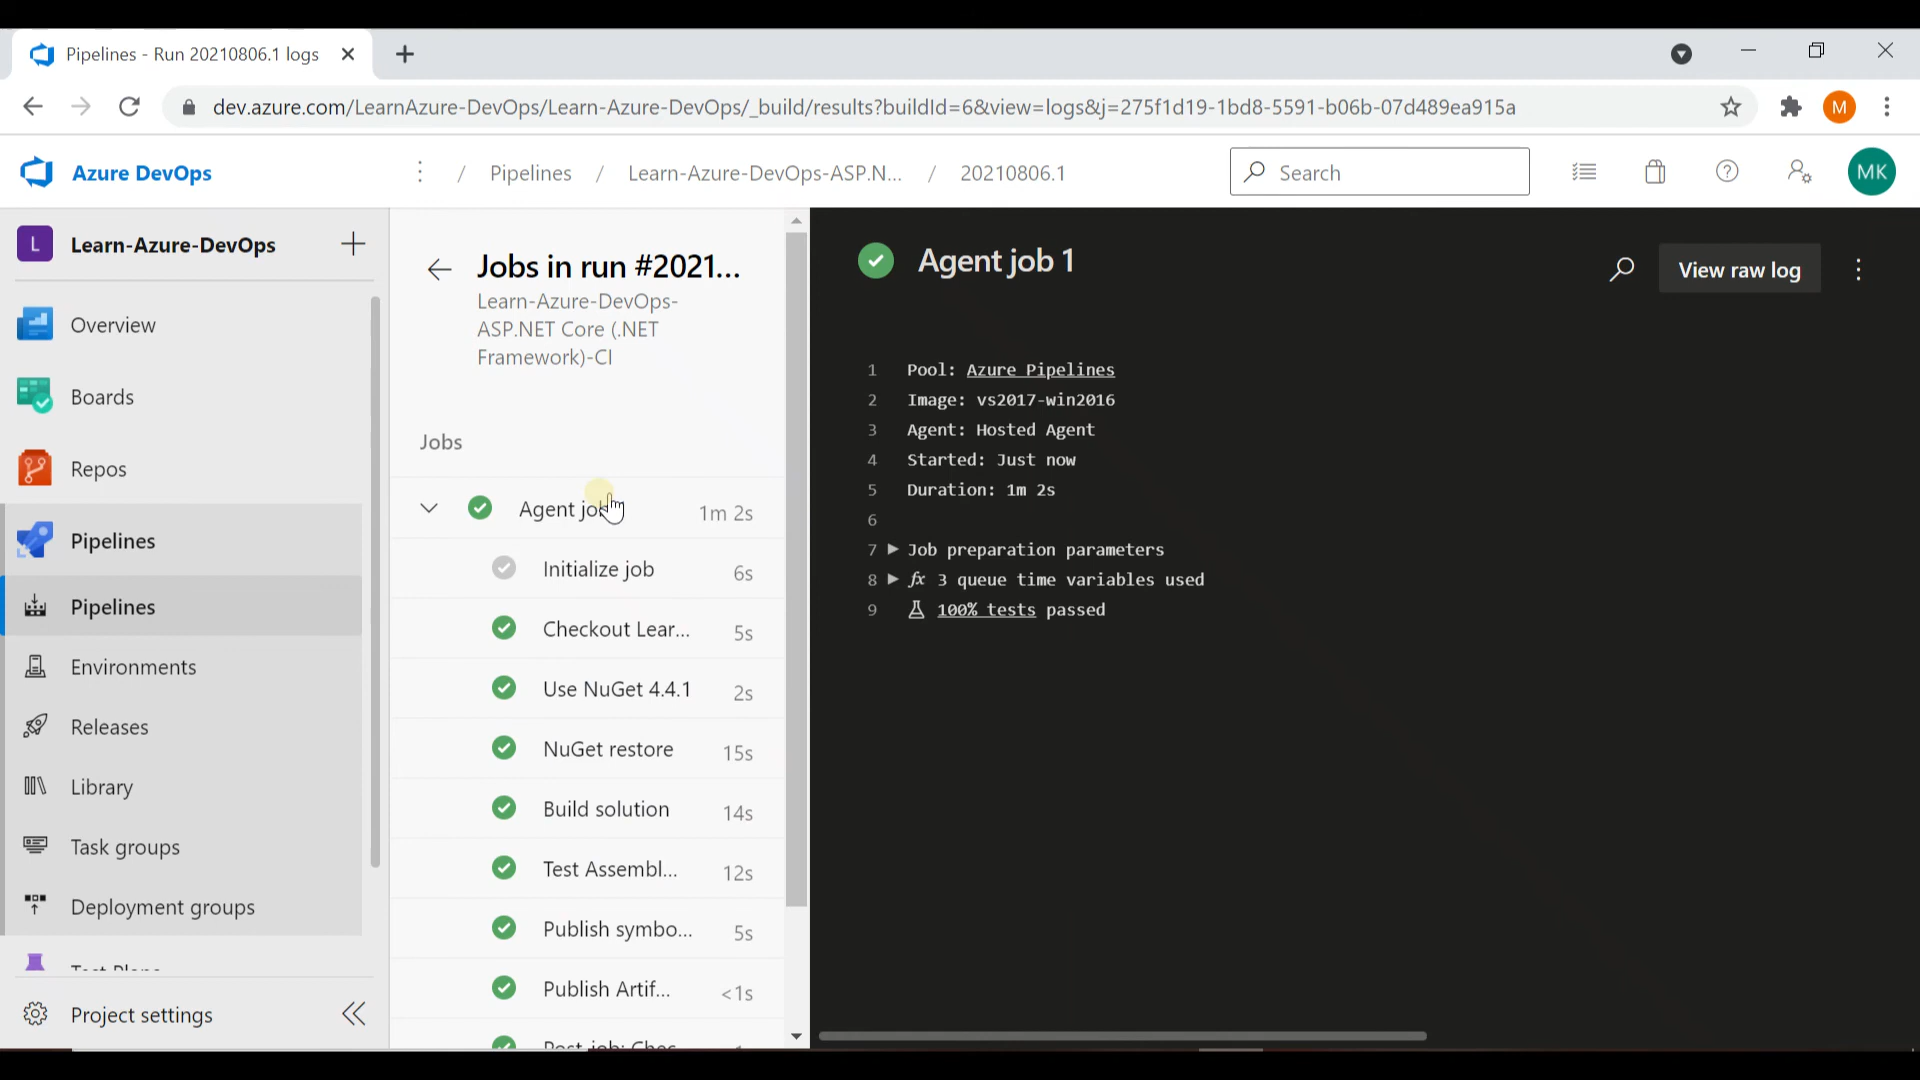 Pipelines - Run 20210806.1 logs
dev.azure.com/LearnAzure-DevOps/Learn-Azure-DevOps/_build/results?buildId=6&view=logs&j=275f1d19-1bd8-5591-b06b-07d489ea915a
M
Azure DevOps
/ Pipelines / Learn-Azure-DevOps-ASP.N... / 20210806.1
Search
MK
L Learn-Azure-DevOps
Overview
Boards
Repos
Pipelines
Pipelines
Environments
Releases
Library
Task groups
Deployment groups
Test Plans
Project settings
Jobs in run #2021...
Learn-Azure-DevOps-
ASP.NET Core (.NET
Framework)-CI
Jobs
Agent job 1m 2s
Initialize job 6s
Checkout Lear... 5s
Use NuGet 4.4.1 2s
NuGet restore 15s
Build solution 14s
Test Assembl... 12s
Publish symbo... 5s
Publish Artif... <1s
Post-job: Chec...
Agent job 1
View raw log
1 Pool: Azure Pipelines
2 Image: vs2017-win2016
3 Agent: Hosted Agent
4 Started: Just now
5 Duration: 1m 2s
6
7 Job preparation parameters
8 fx 3 queue time variables used
9 100% tests passed